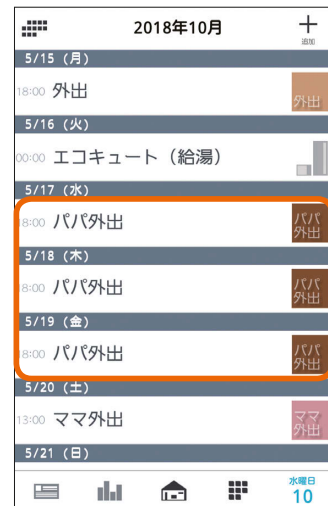 2018年10月
追加
5/15（月）
18:00 外出
外出
5/16（火）
00:00 エコキュート（給湯）
5/17（水）
8:00 パパ外出
パパ
外出
5/18（木）
8:00 パパ外出
パパ
外出
5/19（金）
8:00 パパ外出
パパ
外出
5/20（土）
13:00 ママ外出
ママ
外出
5/21（日）
水曜日
10